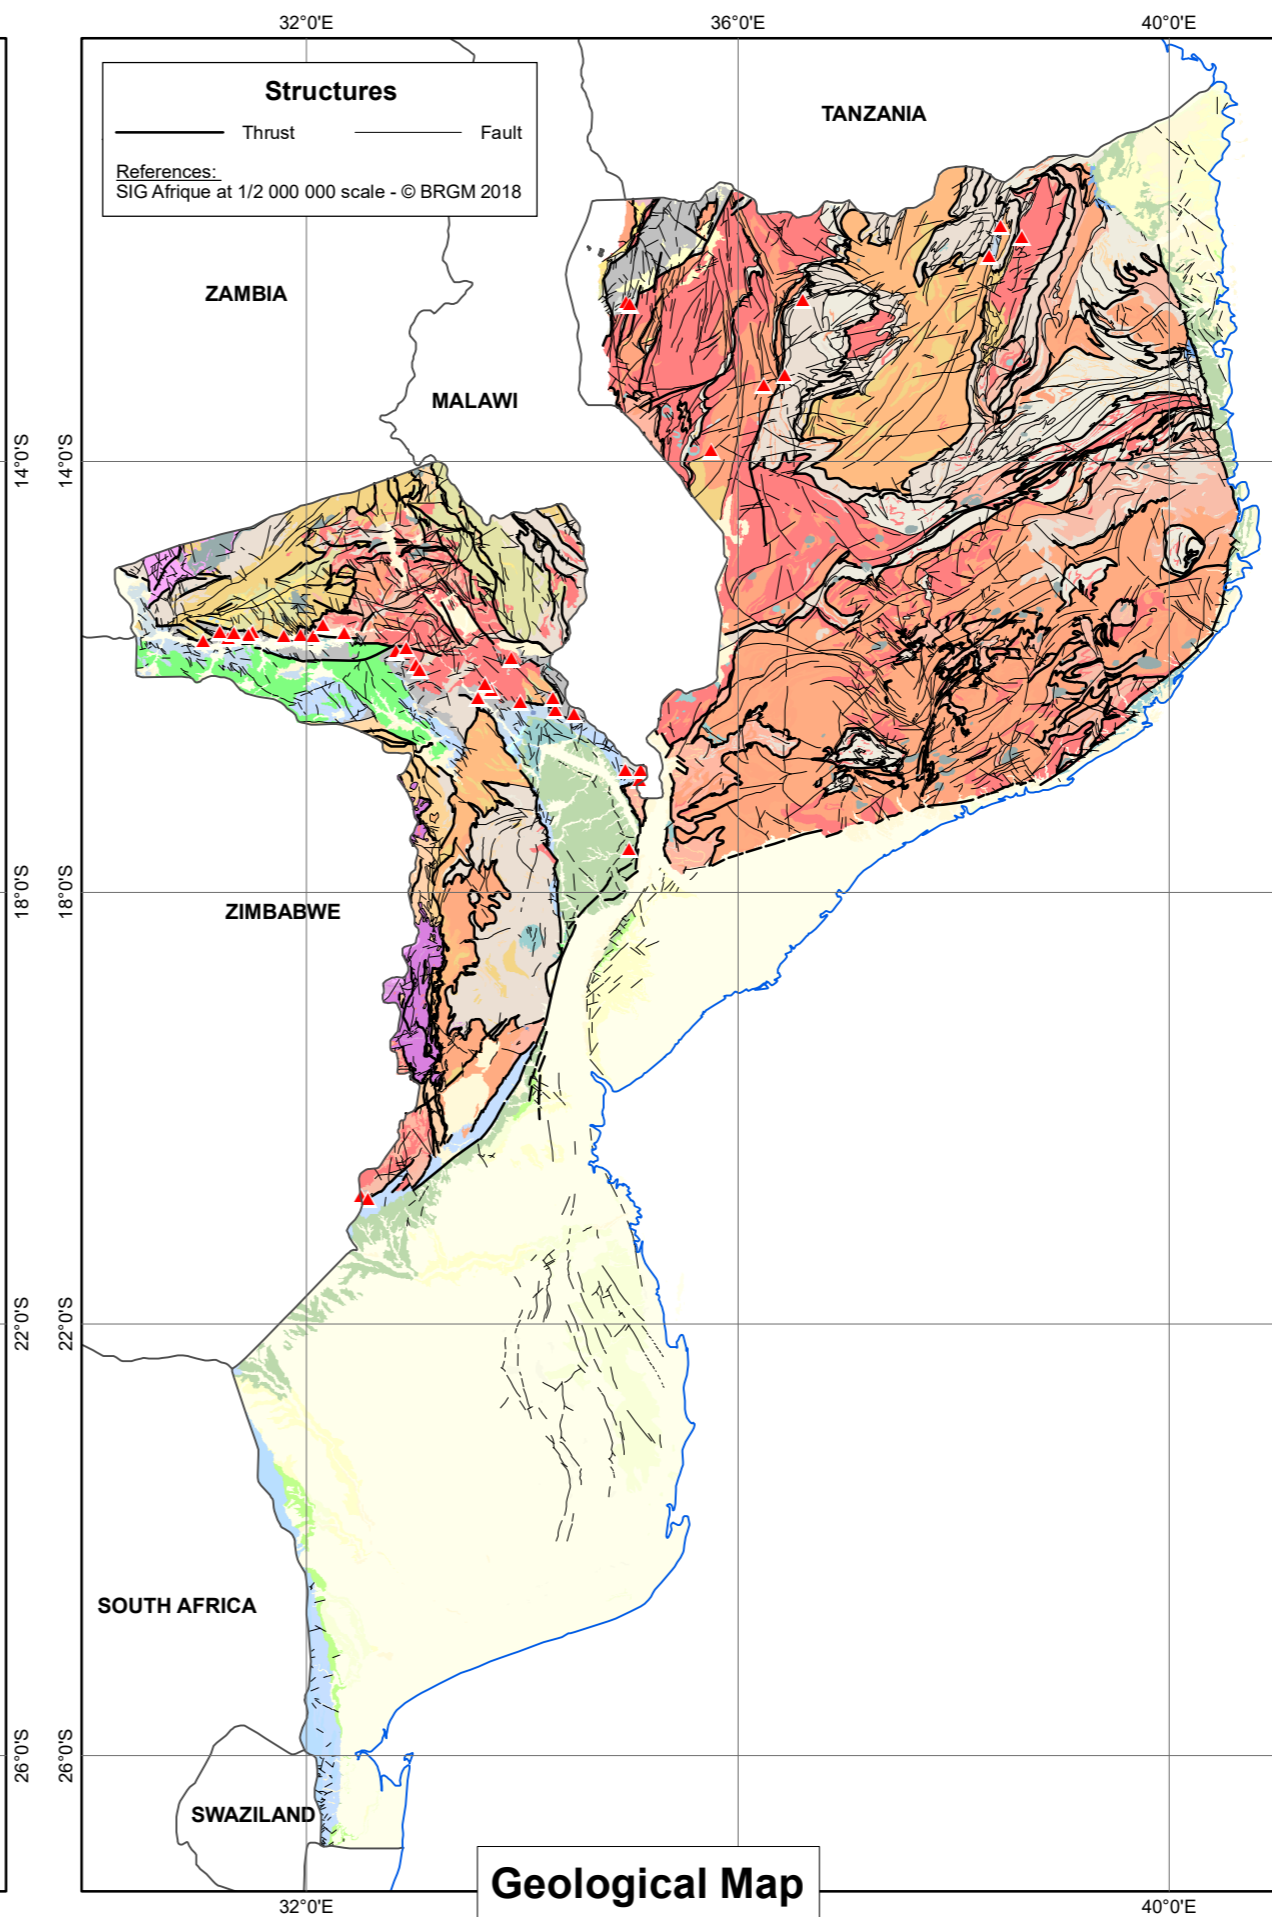 32°0'E
36°0'E
40°0'E
Structures
Thrust
Fault
References:
SIG Afrique at 1/2 000 000 scale - © BRGM 2018
TANZANIA
ZAMBIA
MALAWI
14°0'S
14°0'S
18°0'S
18°0'S
ZIMBABWE
22°0'S
22°0'S
SOUTH AFRICA
26°0'S
26°0'S
SWAZILAND
Geological Map
32°0'E
40°0'E